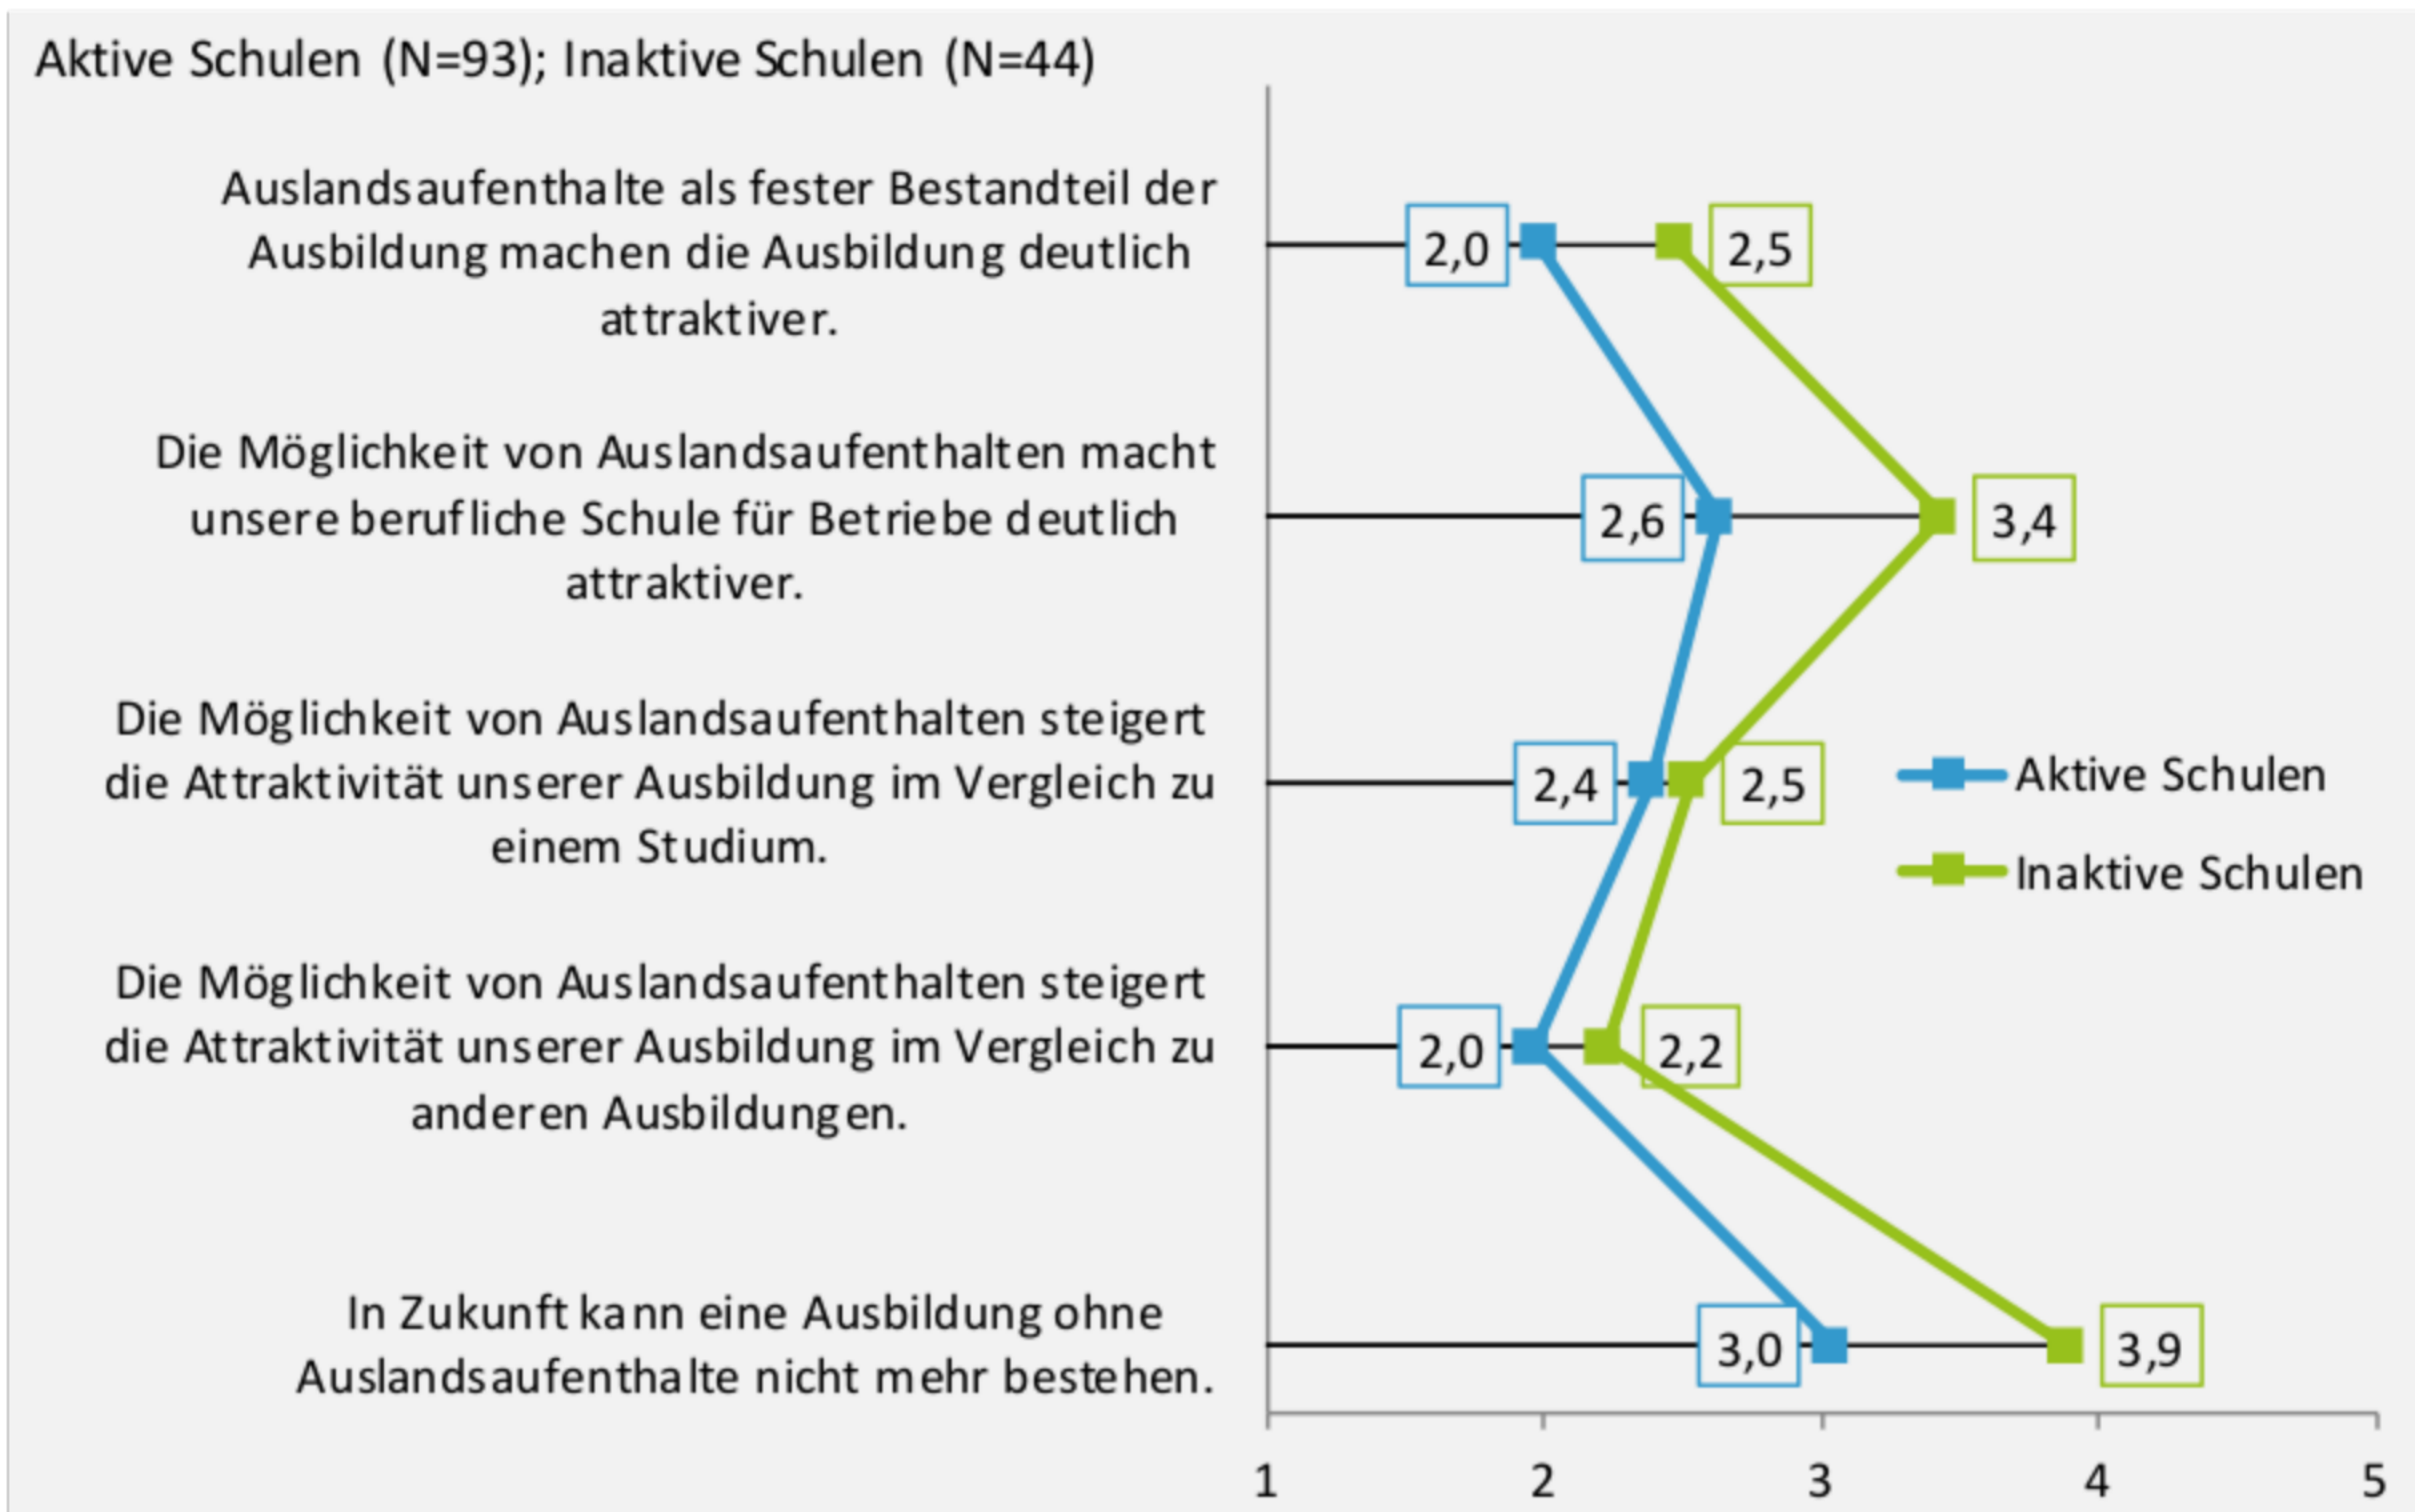 Aktive Schulen (N=93); Inaktive Schulen (N=44)
Auslandsaufenthalte als fester Bestandteil der
Ausbildung machen die Ausbildung deutlich
attraktiver.
2,0
2,5
Die Möglichkeit von Auslandsaufenthalten macht
unsere berufliche Schule für Betriebe deutlich
attraktiver.
2,6
3,4
Die Möglichkeit von Auslandsaufenthalten steigert
die Attraktivität unserer Ausbildung im Vergleich zu
einem Studium.
2,4
2,5
Aktive Schulen
Inaktive Schulen
Die Möglichkeit von Auslandsaufenthalten steigert
die Attraktivität unserer Ausbildung im Vergleich zu
anderen Ausbildungen.
2,0
2,2
In Zukunft kann eine Ausbildung ohne
Auslandsaufenthalte nicht mehr bestehen.
3,0
3,9
1 2 3 4 5